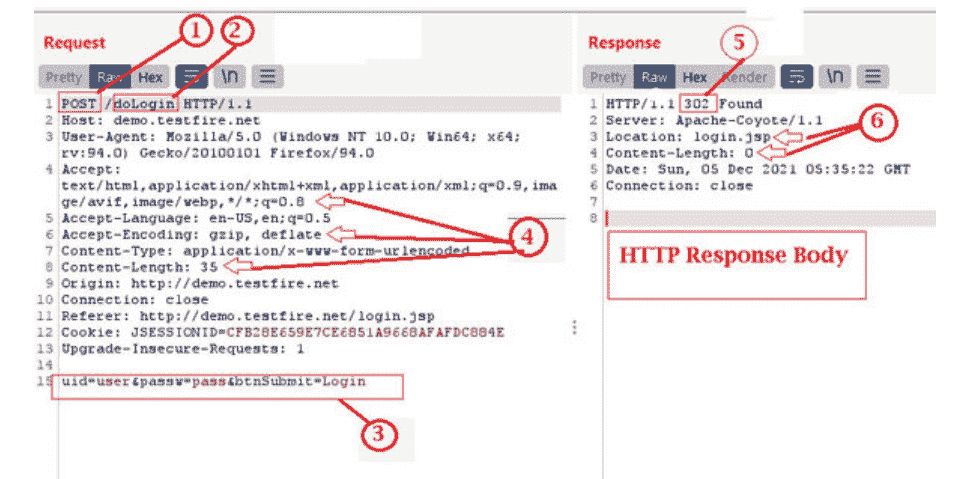 Request
1
2
Pretty Raw Hex \n
1 POST /doLogin HTTP/1.1
2 Host: demo.testfire.net
3 User-Agent: Mozilla/5.0 (Windows NT 10.0; Win64; x64;
rv:94.0) Gecko/20100101 Firefox/94.0
4 Accept:
text/html,application/xhtml+xml,application/xml;q=0.9,ima
ge/avif,image/webp,*/*;q=0.8
5 Accept-Language: en-US,en;q=0.5
6 Accept-Encoding: gzip, deflate
7 Content-Type: application/x-www-form-urlencoded
8 Content-Length: 35
9 Origin: http://demo.testfire.net
10 Connection: close
11 Referer: http://demo.testfire.net/login.jsp
12 Cookie: JSESSIONID=CFB28E659E7CE6851A9668AFAFDC884E
13 Upgrade-Insecure-Requests: 1
14
15 uid=user&passw=pass&btnSubmit=Login
4
3
Response
5
Pretty Raw Hex Render \n
1 HTTP/1.1 302 Found
2 Server: Apache-Coyote/1.1
3 Location: login.jsp
4 Content-Length: 0
5 Date: Sun, 05 Dec 2021 05:35:22 GMT
6 Connection: close
7
8
6
HTTP Response Body